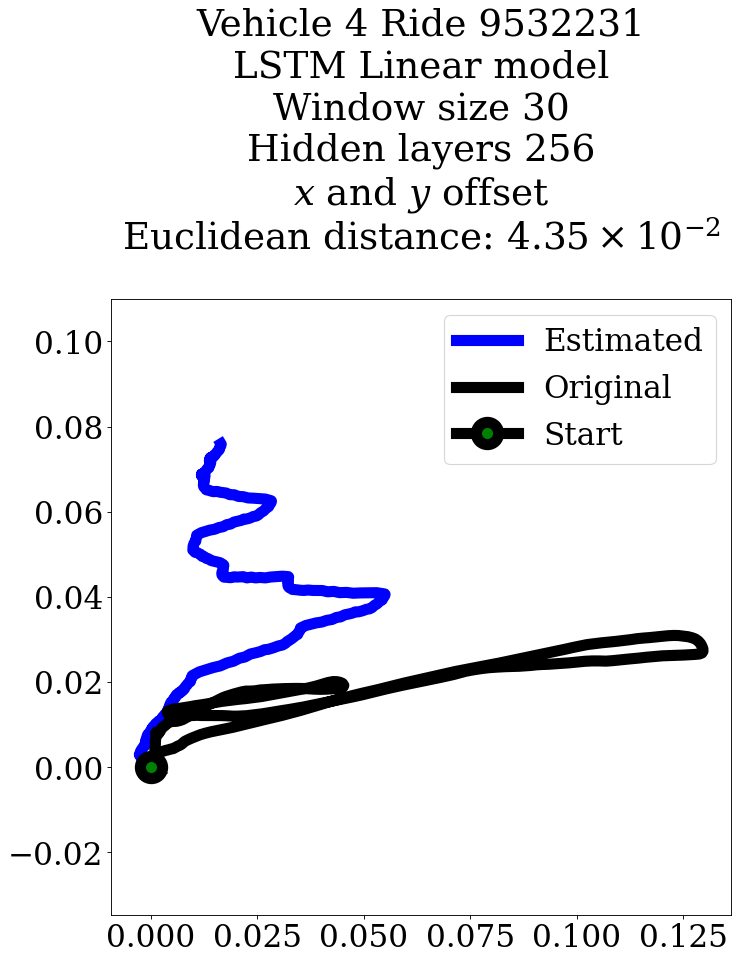 Vehicle 4 Ride 9532231
LSTM Linear model
Window size 30
Hidden layers 256
x and y offset
Euclidean distance: 4.35 × 10⁻²
Estimated
Original
Start
0.10
0.08
0.06
0.04
0.02
0.00
−0.02
0.000 0.025 0.050 0.075 0.100 0.125